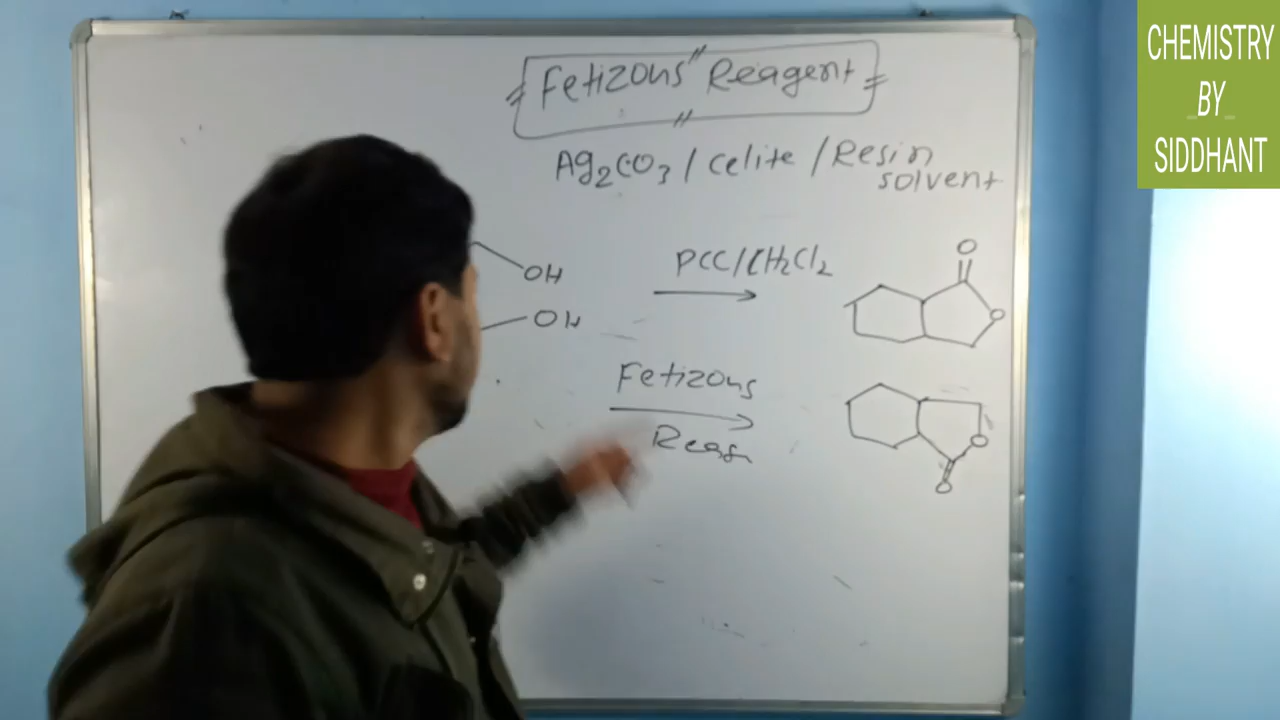 CHEMISTRY
BY
SIDDHANT
Fetizons" Reagent
Ag2CO3 / Celite / Resin
solvent
OH
OH
PCC/CH2Cl2
O
O
Fetizons
O
O